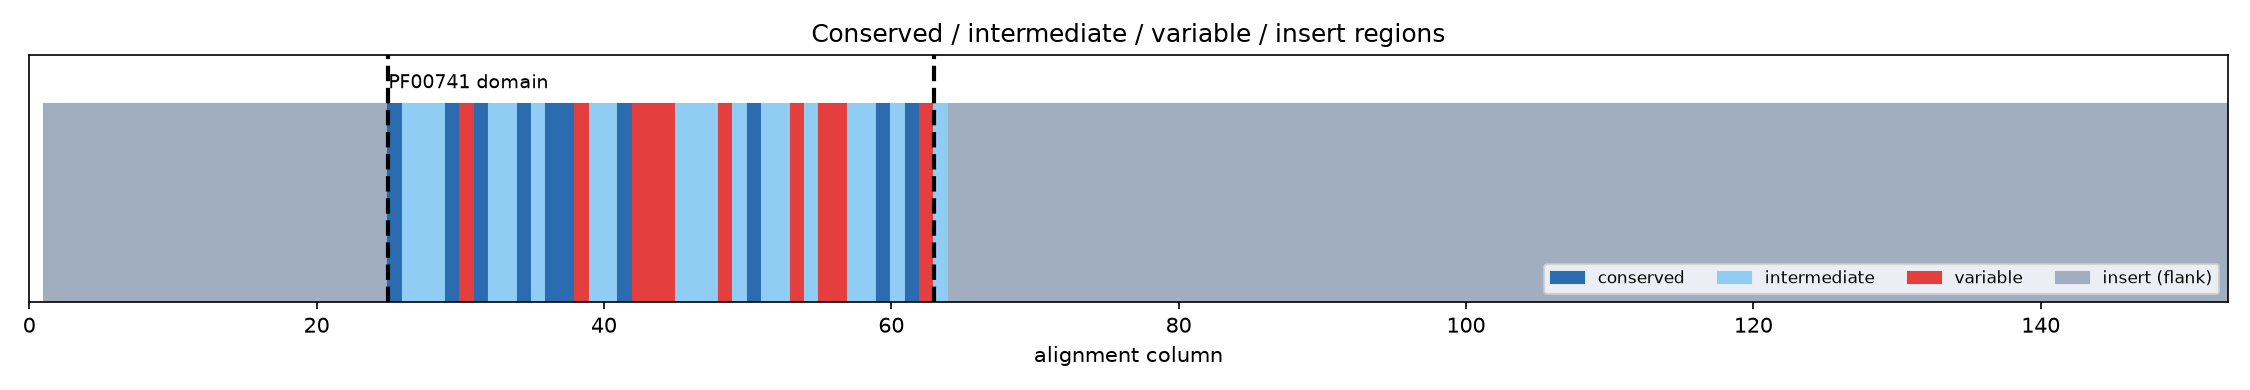 Conserved / intermediate / variable / insert regions
PF00741 domain
conserved intermediate variable insert (flank)
0 20 40 60 80 100 120 140
alignment column